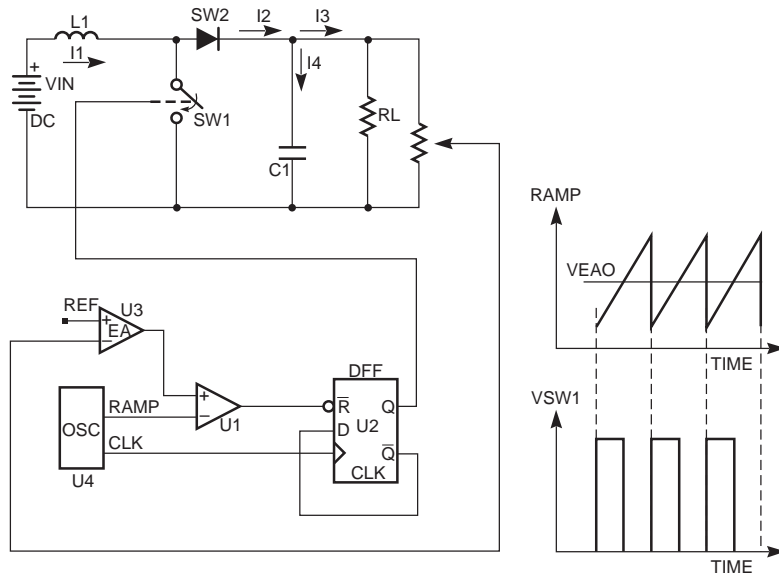 L1
SW2
I2
I3
I1
I4
+
VIN
DC
SW1
RL
C1
REF
+
EA
−
U3
+
−
U1
OSC
RAMP
CLK
U4
DFF
R̅
Q
D
U2
Q̅
CLK
RAMP
VEAO
TIME
VSW1
TIME